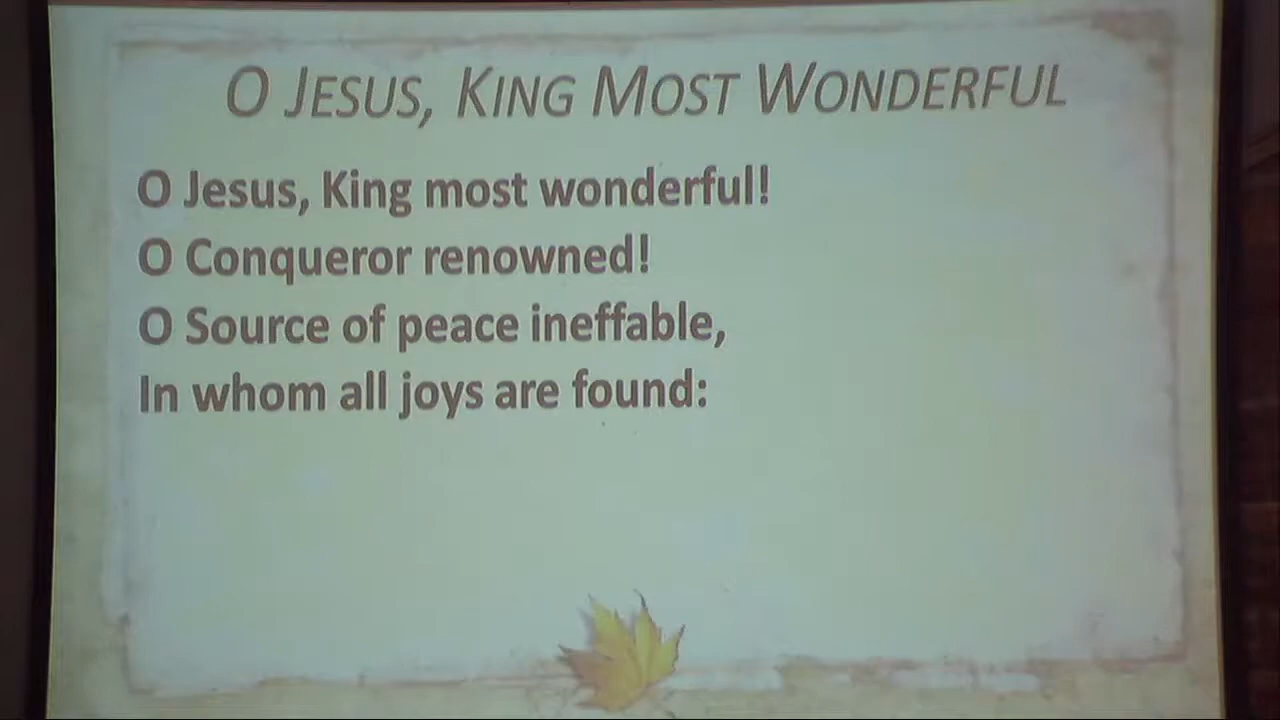 O JESUS, KING MOST WONDERFUL
O Jesus, King most wonderful!
O Conqueror renowned!
O Source of peace ineffable,
In whom all joys are found: